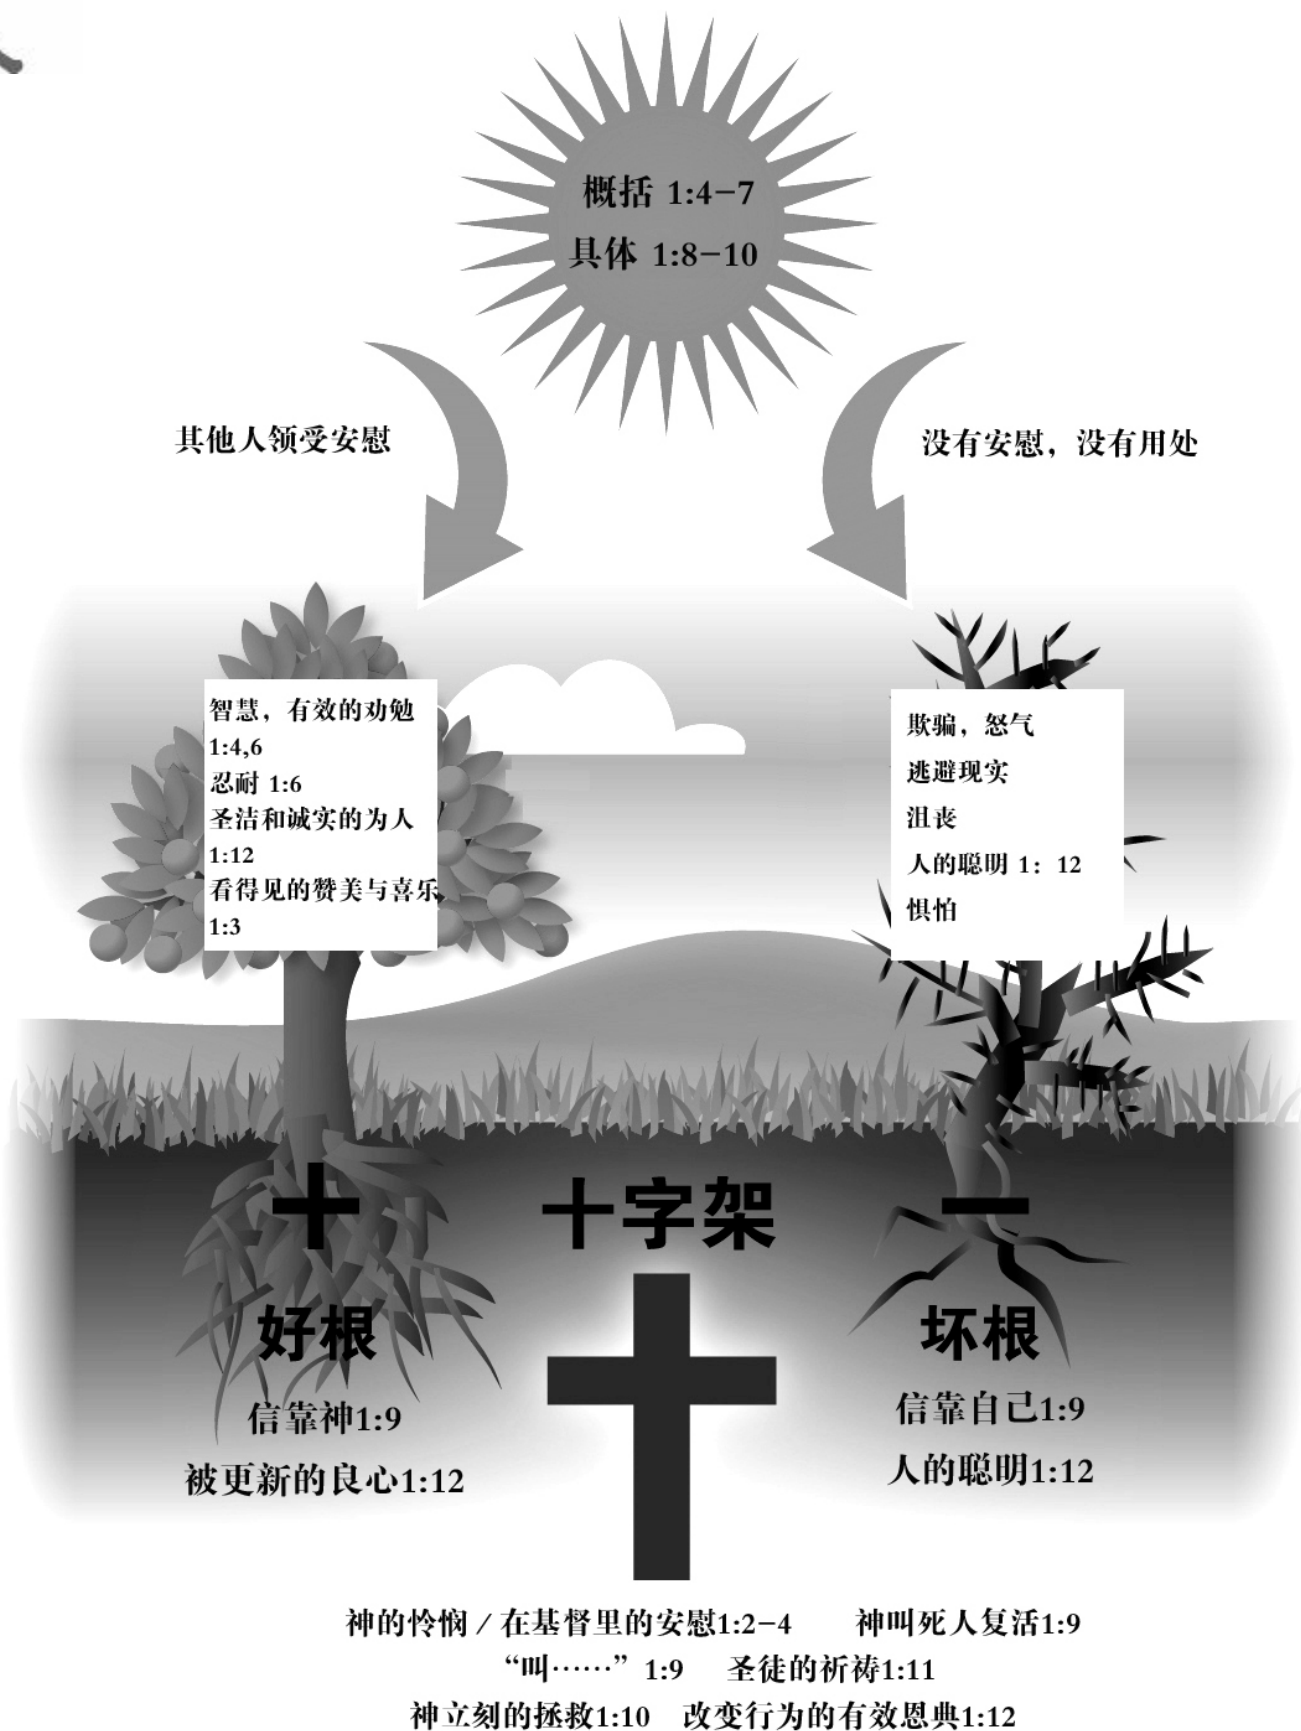 概括 1:4-7
具体 1:8-10
其他人领受安慰
没有安慰，没有用处
智慧，有效的劝勉
1:4,6
忍耐 1:6
圣洁和诚实的为人
1:12
看得见的赞美与喜乐
1:3
欺骗，怒气
逃避现实
沮丧
人的聪明 1：12
惧怕
十字架
好根
信靠神1:9
被更新的良心1:12
坏根
信靠自己1:9
人的聪明1:12
神的怜悯/在基督里的安慰1:2-4 神叫死人复活1:9
“叫……”1:9 圣徒的祈祷1:11
神立刻的拯救1:10 改变行为的有效恩典1:12